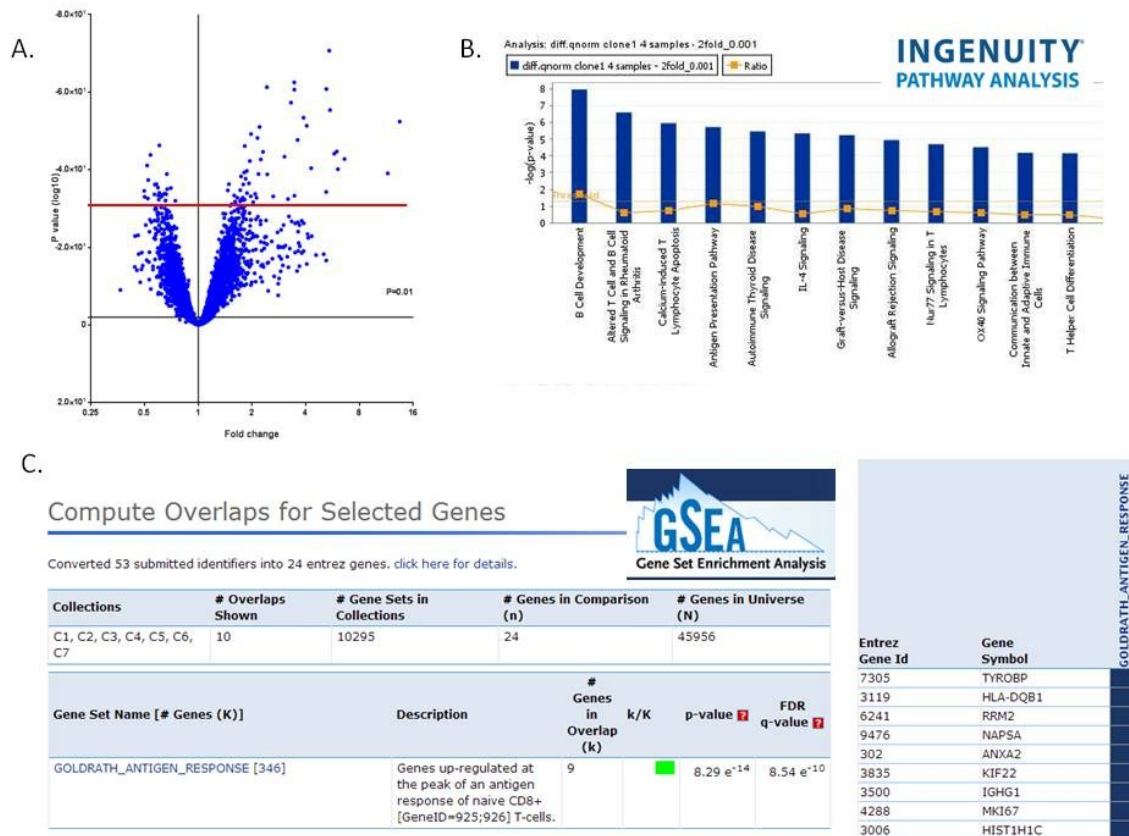 A.
-8.0×10¹
-6.0×10¹
-4.0×10¹
-2.0×10¹
0
2.0×10¹
P value (log10)
P=0.01
0.25 0.5 1 2 4 8 16
Fold change
B.
Analysis: diff.qnorm clone1 4 samples - 2fold_0.001
diff.qnorm clone1 4 samples - 2fold_0.001 Ratio
INGENUITY
PATHWAY ANALYSIS
8
7
6
5
4
3
2
1
0
-log(p-value)
B Cell Development
Altered T Cell and B Cell
Signaling in Rheumatoid
Arthritis
Calcium-induced T
Lymphocyte Apoptosis
Antigen Presentation Pathway
Autoimmune Thyroid Disease
Signaling
IL-4 Signaling
Graft-versus-Host Disease
Signaling
Allograft Rejection Signaling
Nur77 Signaling in T
Lymphocytes
OX40 Signaling Pathway
Communication between
Innate and Adaptive Immune
Cells
T Helper Cell Differentiation
C.
Compute Overlaps for Selected Genes
GSEA
Gene Set Enrichment Analysis
Converted 53 submitted identifiers into 24 entrez genes. click here for details.
Collections # Overlaps Shown # Gene Sets in Collections # Genes in Comparison (n) # Genes in Universe (N)
C1, C2, C3, C4, C5, C6, C7 10 10295 24 45956
Gene Set Name [# Genes (K)] Description # Genes in Overlap (k) k/K p-value ? FDR q-value ?
GOLDRATH_ANTIGEN_RESPONSE [346] Genes up-regulated at the peak of an antigen response of naive CD8+ [GeneID=925;926] T-cells. 9 8.29 e⁻¹⁴ 8.54 e⁻¹⁰
GOLDRATH_ANTIGEN_RESPONSE
Entrez Gene Id Gene Symbol
7305 TYROBP
3119 HLA-DQB1
6241 RRM2
9476 NAPSA
302 ANXA2
3835 KIF22
3500 IGHG1
4288 MKI67
3006 HIST1H1C